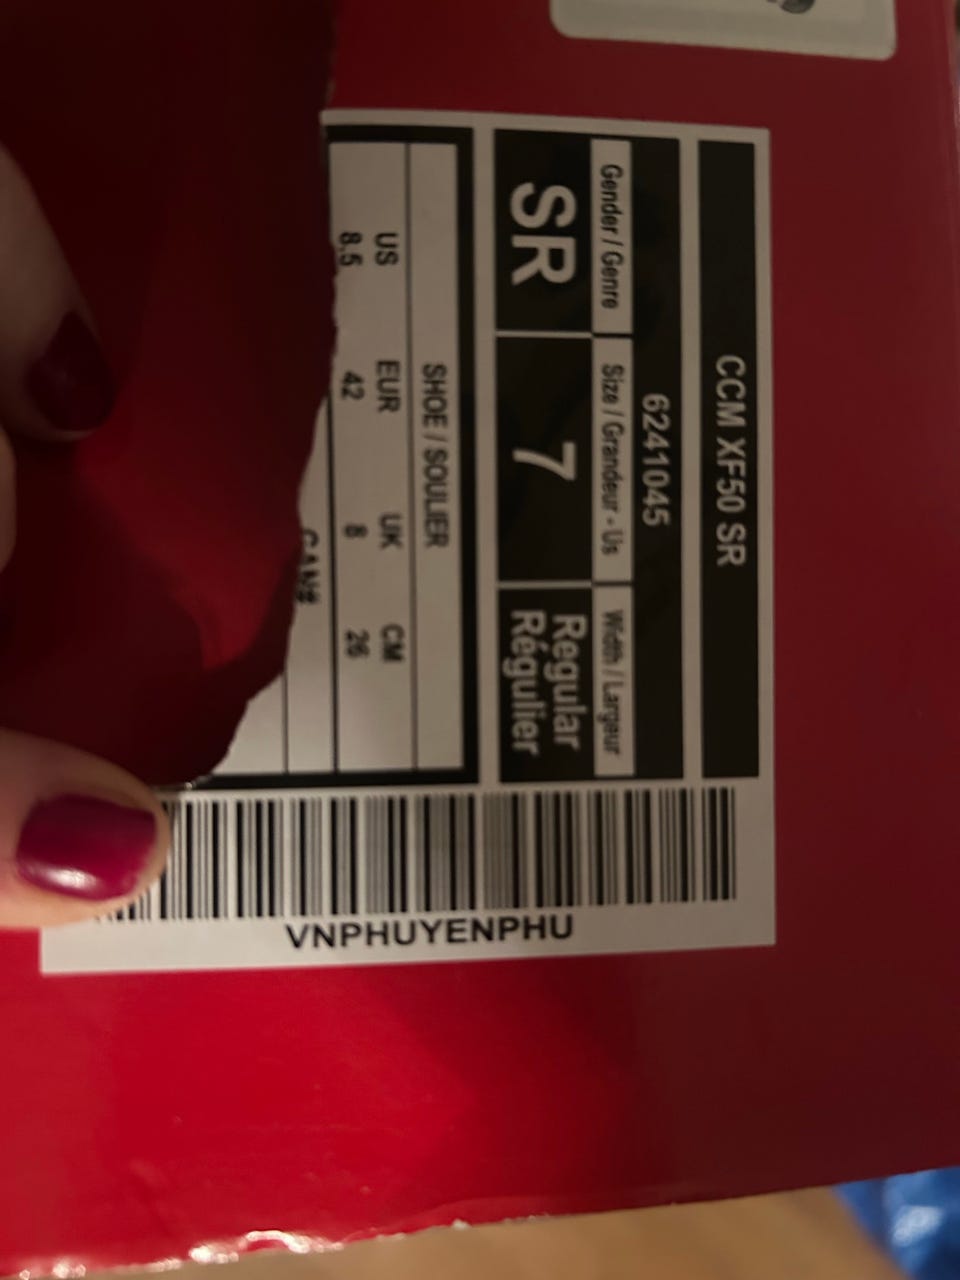 CCM XF50 SR
6241045
Gender / Genre Size / Grandeur - Us Width / Largeur
SR 7 Regular
Régulier
SHOE / SOULIER
US EUR UK CM
8.5 42 8 26
VNPHUYENPHU